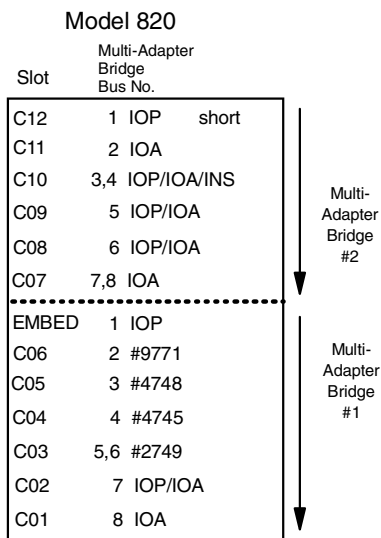 Model 820
Slot
Multi-Adapter
Bridge
Bus No.
C12 1 IOP short
C11 2 IOA
C10 3,4 IOP/IOA/INS
C09 5 IOP/IOA
C08 6 IOP/IOA
C07 7,8 IOA
Multi-
Adapter
Bridge
#2
EMBED 1 IOP
C06 2 #9771
C05 3 #4748
C04 4 #4745
C03 5,6 #2749
C02 7 IOP/IOA
C01 8 IOA
Multi-
Adapter
Bridge
#1